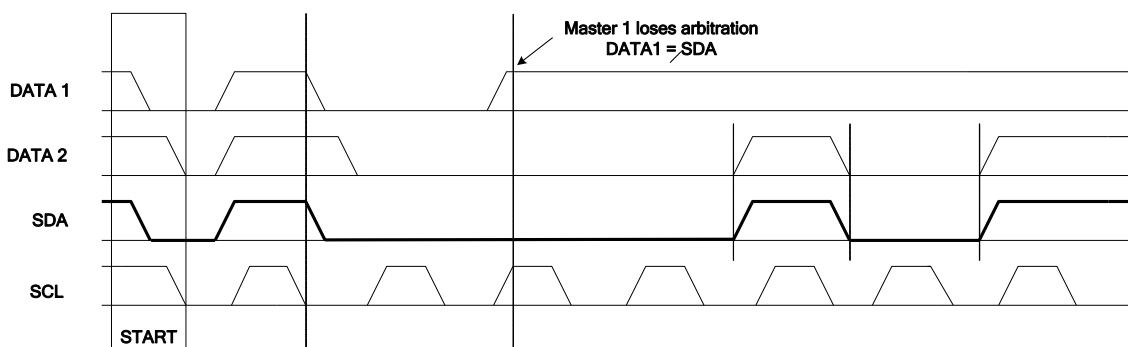 Master 1 loses arbitration
DATA1 = SDA
DATA 1
DATA 2
SDA
SCL
START